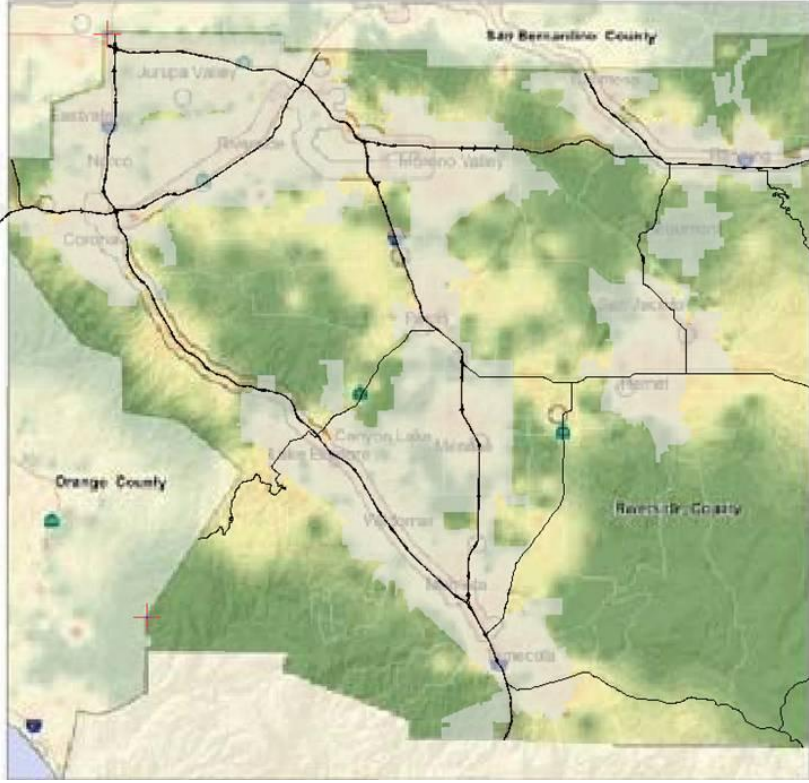 San Bernardino County
Jurupa Valley
Eastvale
Riverside
Norco
Moreno Valley
Banning
Corona
Beaumont
San Jacinto
Perris
Hemet
Canyon Lake
Lake Elsinore
Menifee
Orange County
Riverside County
Wildomar
Murrieta
Temecula